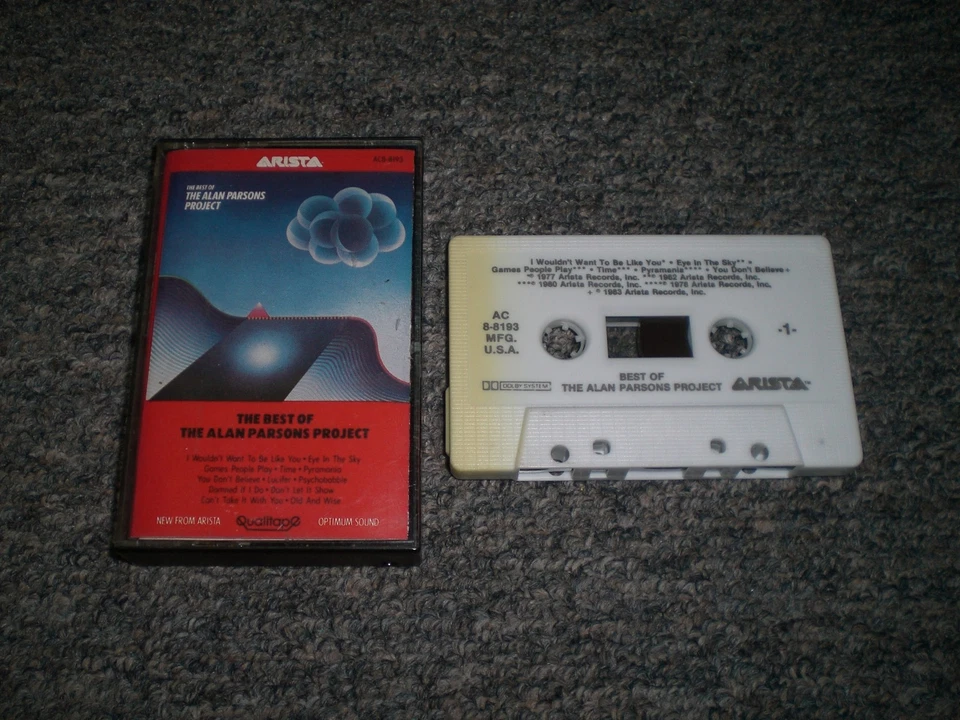 ARISTA
AC8-8193
THE BEST OF
THE ALAN PARSONS
PROJECT
THE BEST OF
THE ALAN PARSONS PROJECT
I Wouldn't Want To Be Like You • Eye In The Sky
Games People Play • Time • Pyramania
You Don't Believe • Lucifer • Psychobabble
Damned If I Do • Don't Let It Show
Can't Take It With You • Old And Wise
NEW FROM ARISTA Qualitape OPTIMUM SOUND
I Wouldn't Want To Be Like You* • Eye In The Sky** •
Games People Play*** • Time*** • Pyramania**** • You Don't Believe+
*℗ 1977 Arista Records, Inc. **℗ 1982 Arista Records, Inc.
***℗ 1980 Arista Records, Inc. ****℗ 1978 Arista Records, Inc.
+ ℗ 1983 Arista Records, Inc.
AC
8-8193
MFG.
U.S.A.
-1-
DOLBY SYSTEM
BEST OF
THE ALAN PARSONS PROJECT
ARISTA™